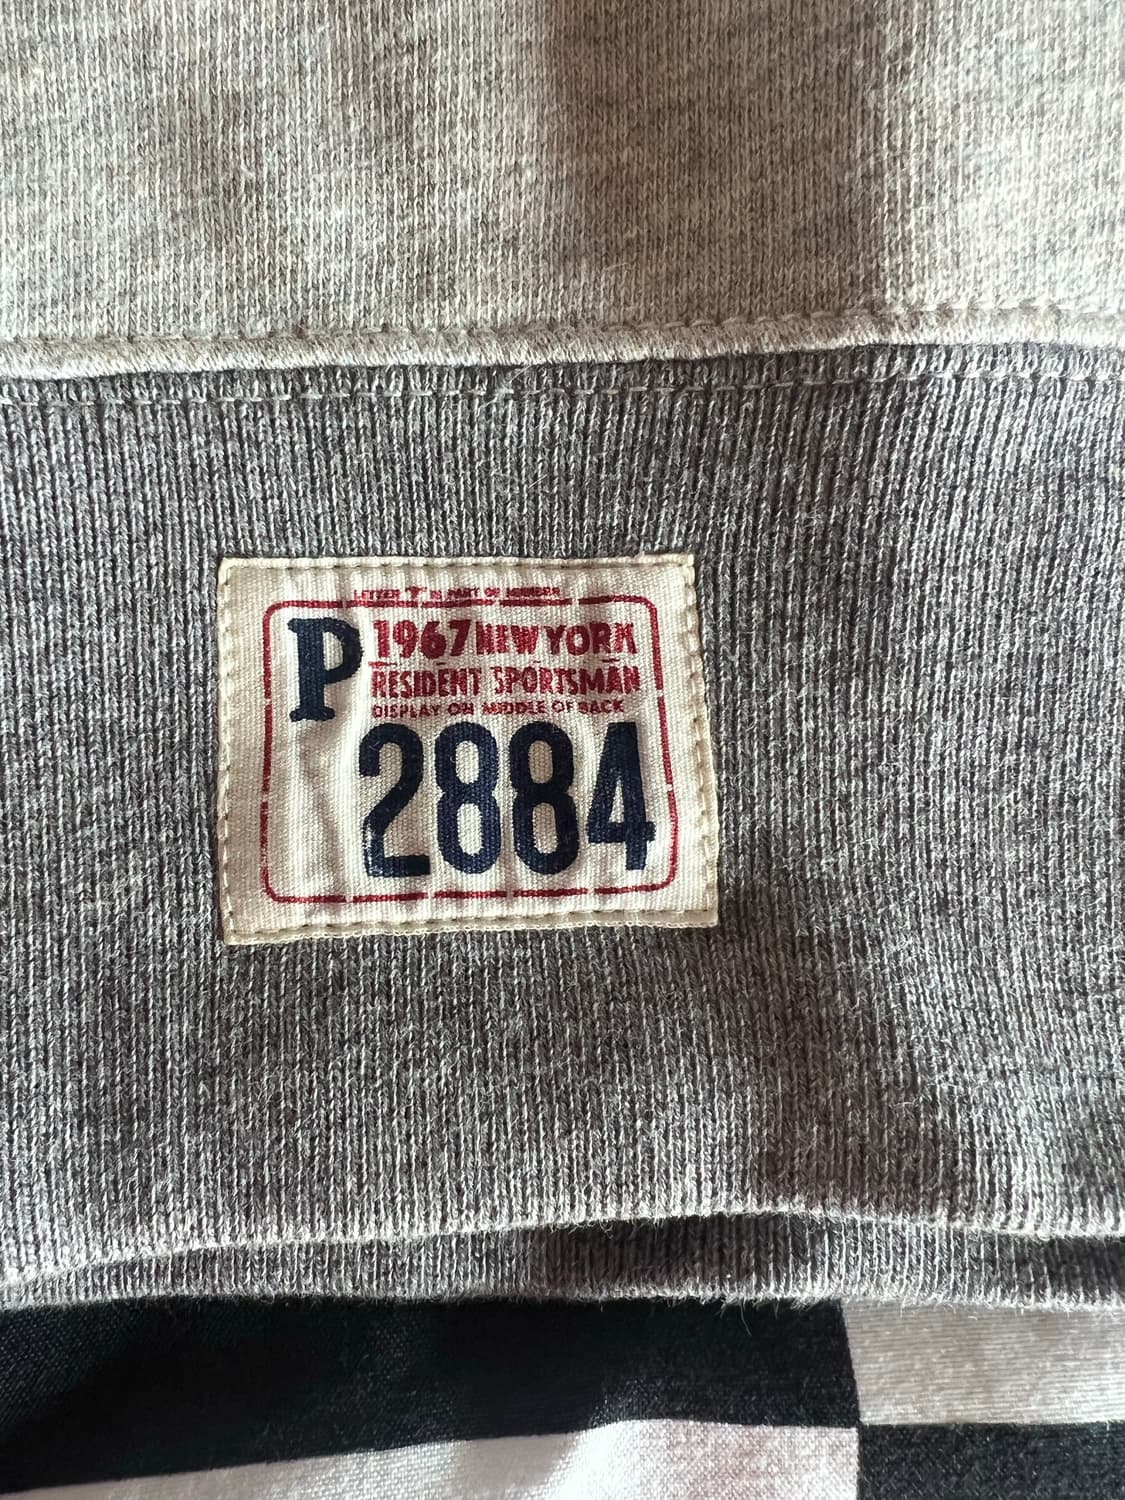 LETTER "P" IS PART OF NUMBER
P 1967 NEW YORK
RESIDENT SPORTSMAN
DISPLAY ON MIDDLE OF BACK
2884